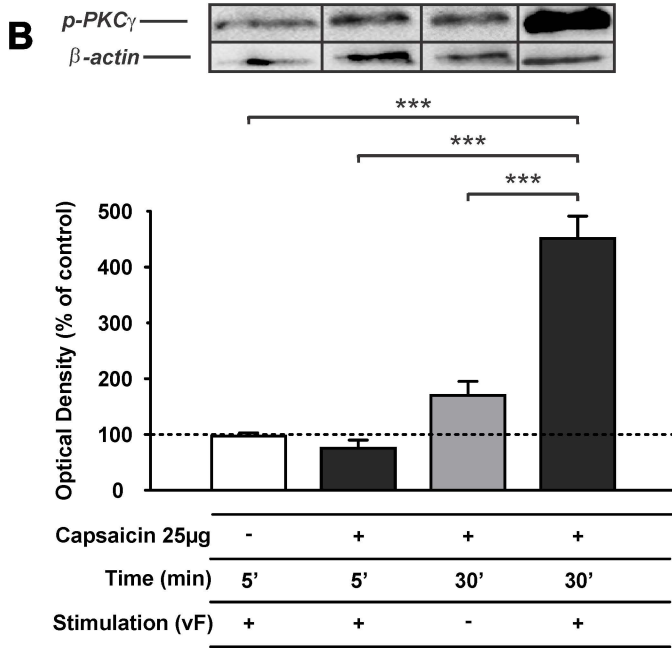 B
p-PKCγ
β-actin
***
***
***
Optical Density (% of control)
500
400
300
200
100
0
Capsaicin 25µg - + + +
Time (min) 5’ 5’ 30’ 30’
Stimulation (vF) + + - +